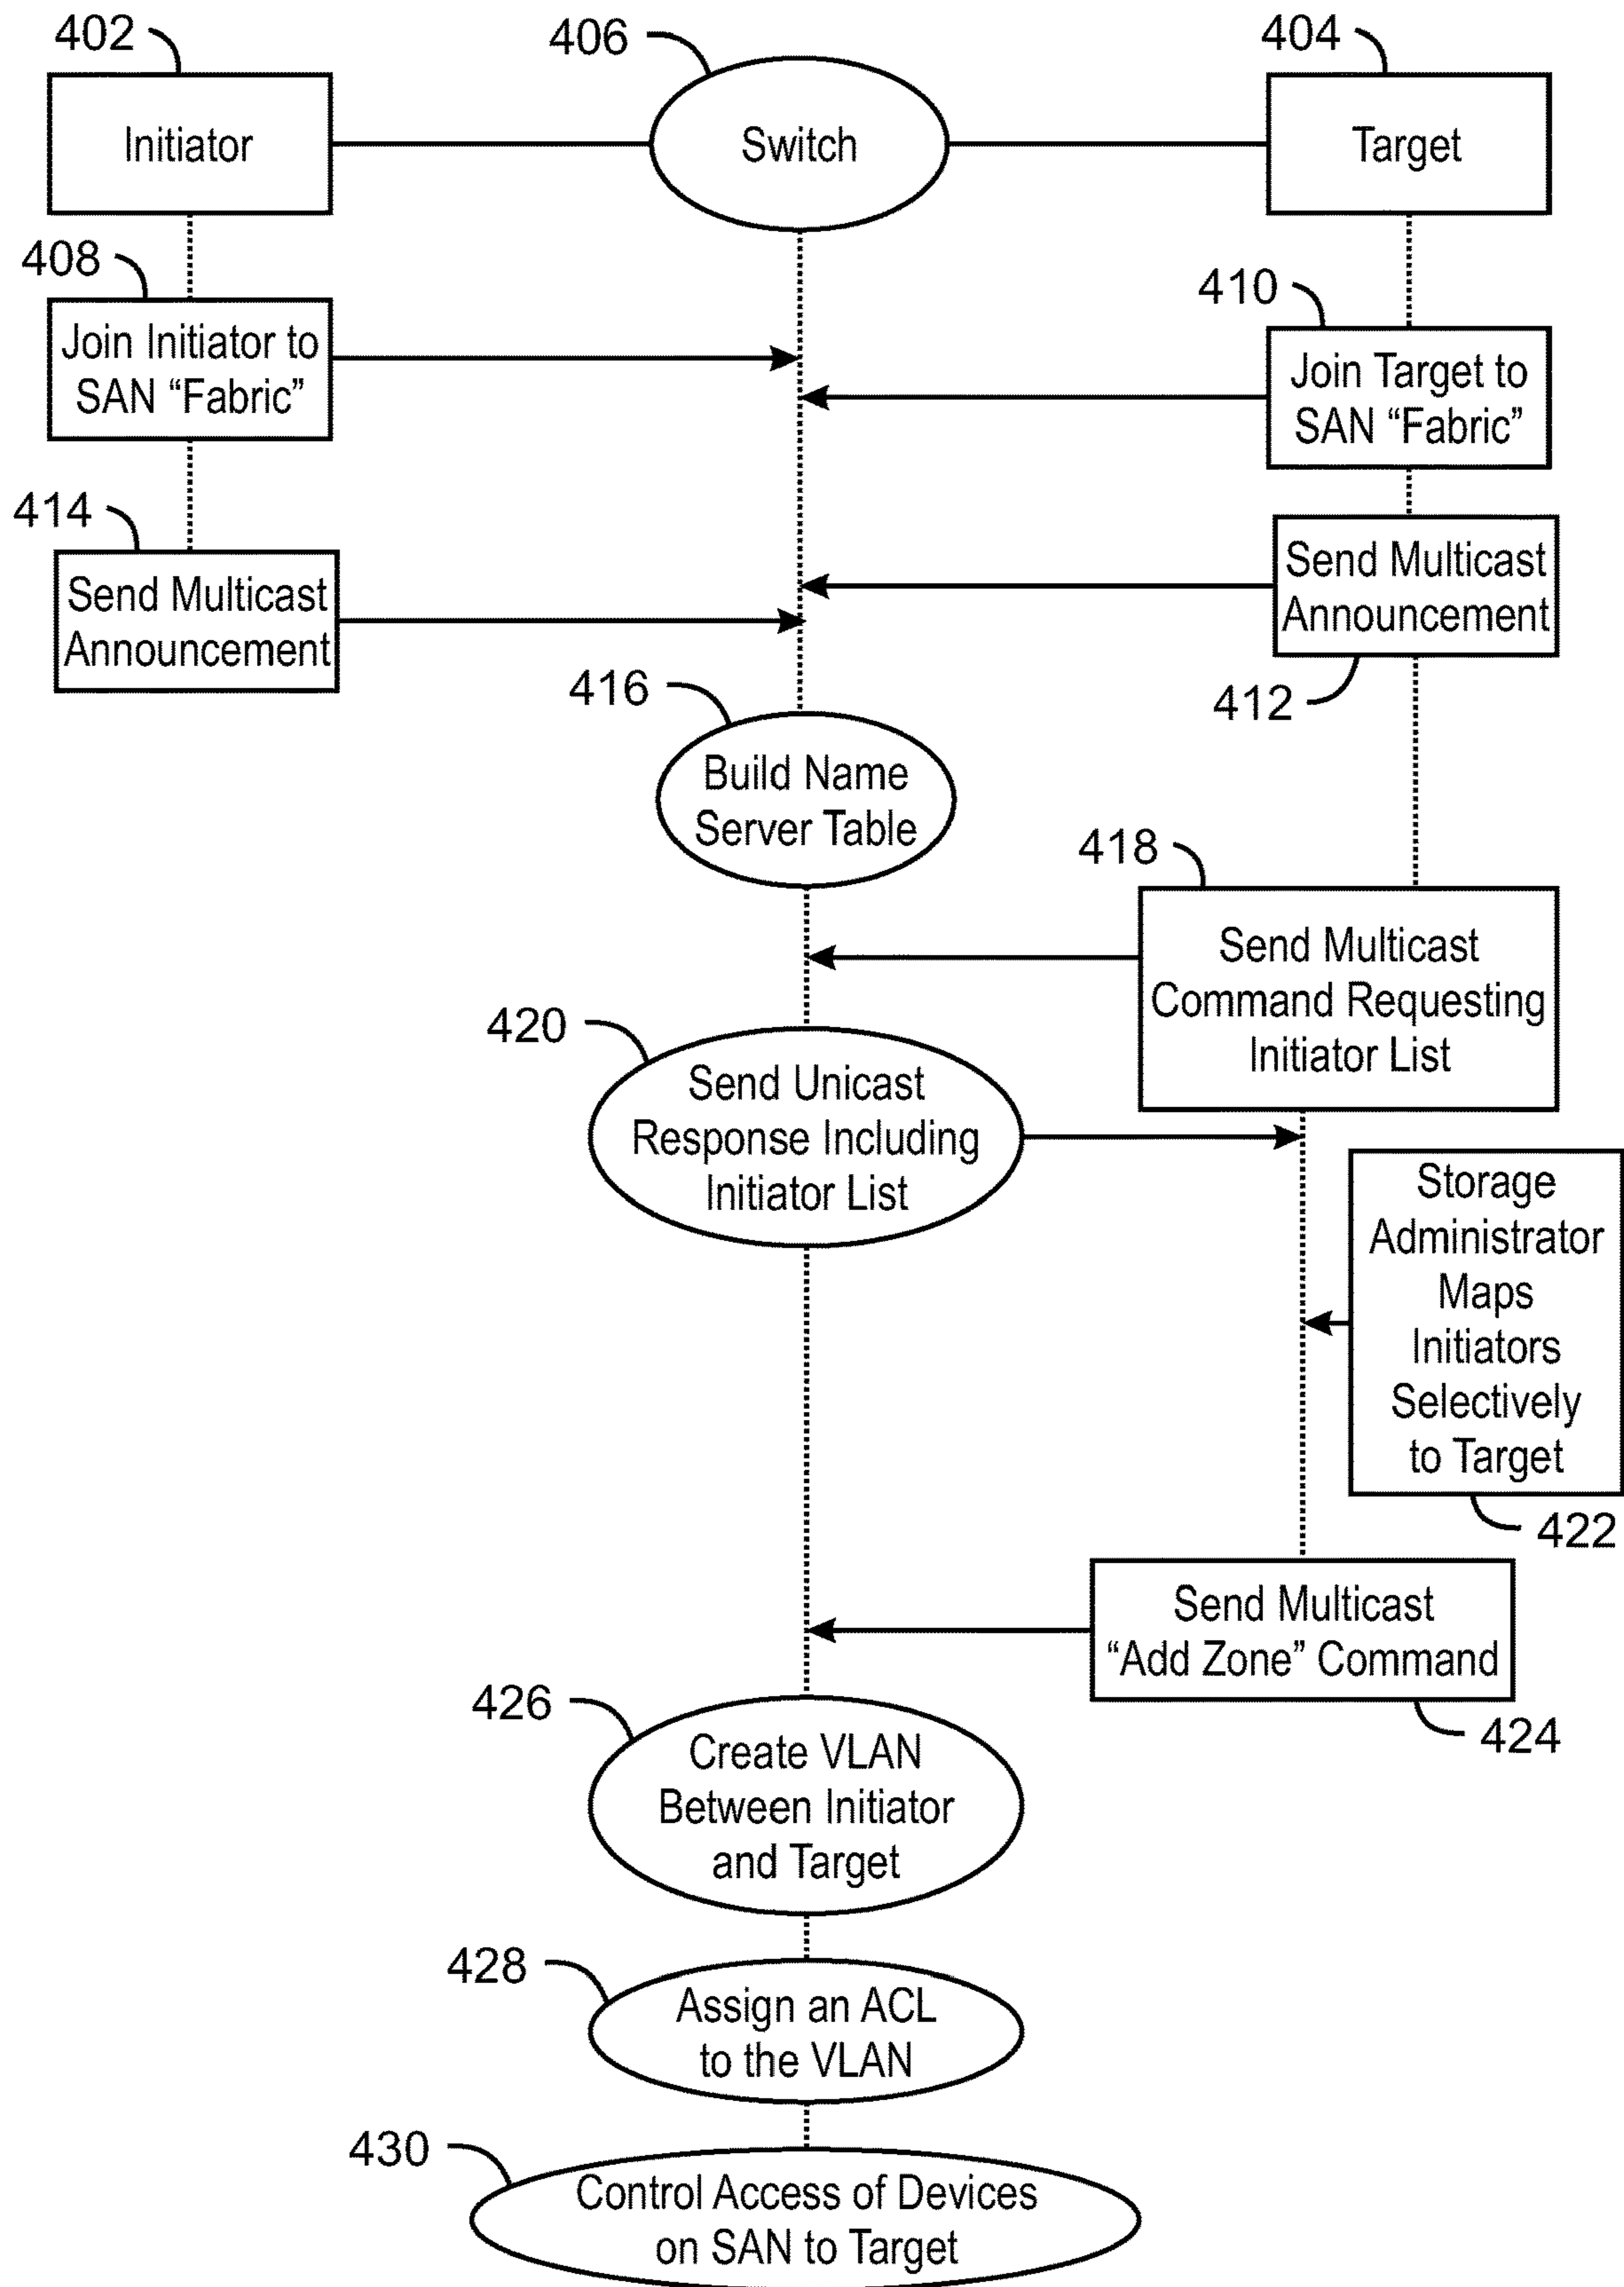 402
406
404
Initiator
Switch
Target
408
410
Join Initiator to
SAN “Fabric”
Join Target to
SAN “Fabric”
414
Send Multicast
Announcement
Send Multicast
Announcement
416
412
Build Name
Server Table
418
Send Multicast
Command Requesting
Initiator List
420
Send Unicast
Response Including
Initiator List
Storage
Administrator
Maps
Initiators
Selectively
to Target
422
Send Multicast
“Add Zone” Command
424
426
Create VLAN
Between Initiator
and Target
428
Assign an ACL
to the VLAN
430
Control Access of Devices
on SAN to Target